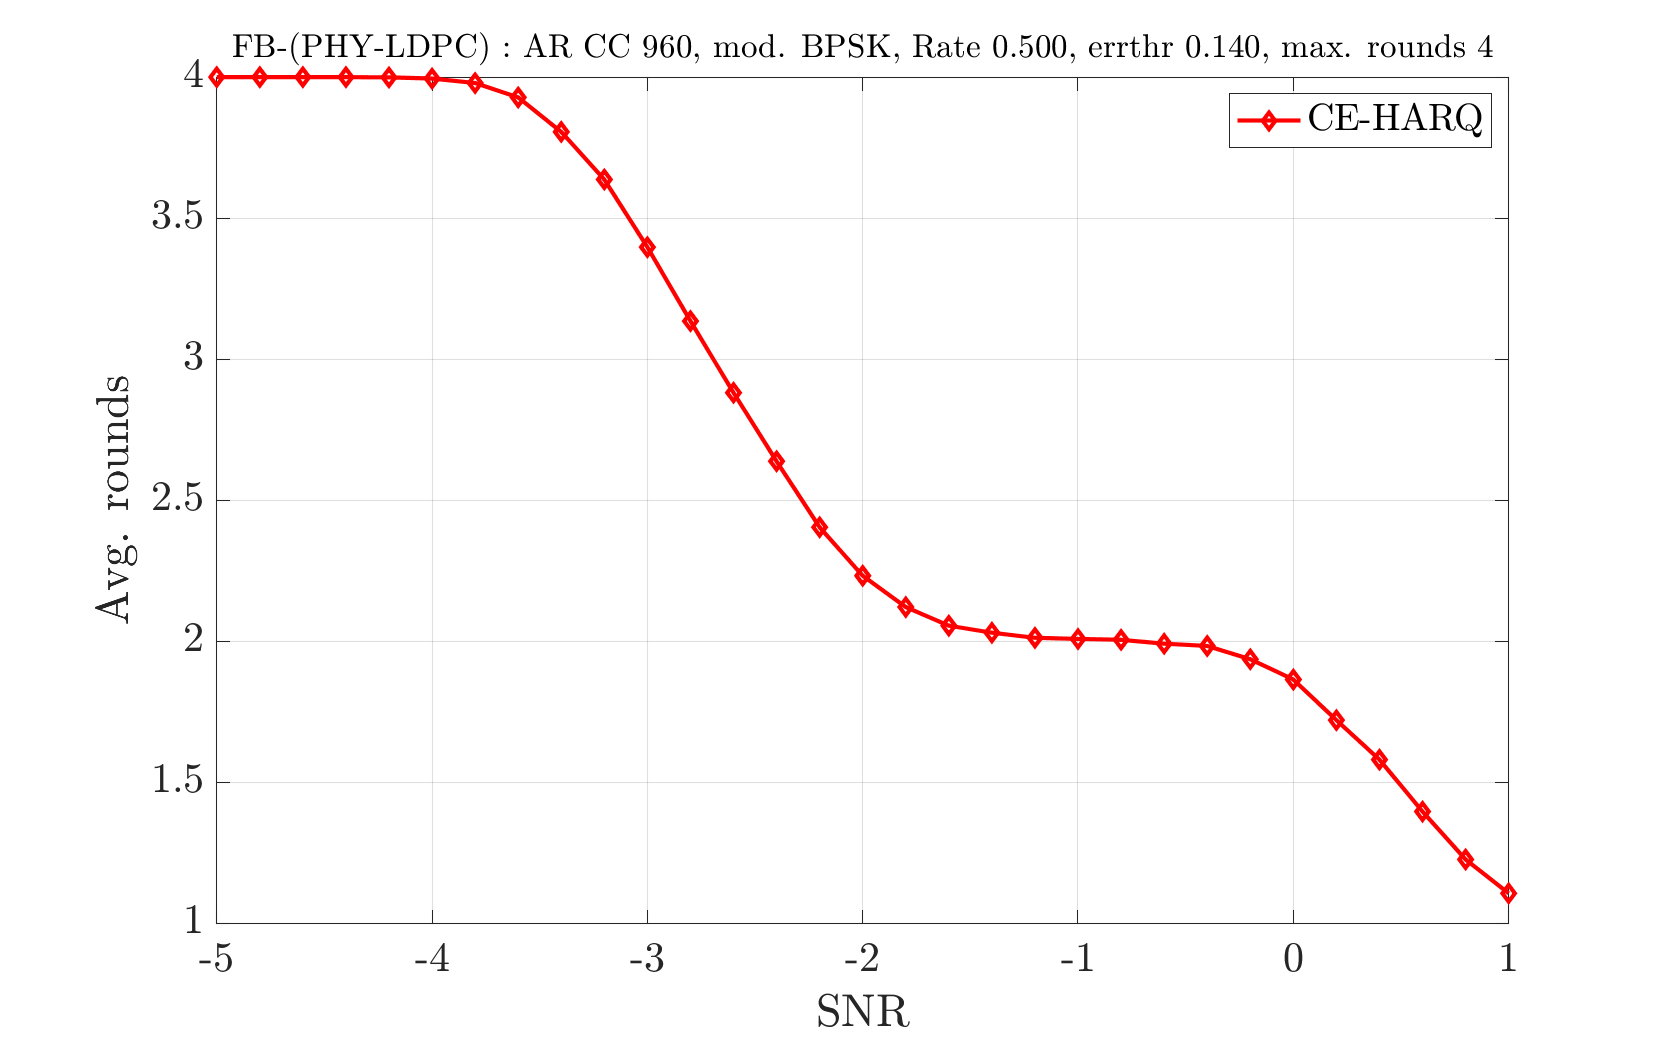 FB-(PHY-LDPC) : AR CC 960, mod. BPSK, Rate 0.500, errthr 0.140, max. rounds 4
CE-HARQ
4
3.5
3
2.5
2
1.5
1
Avg. rounds
-5 -4 -3 -2 -1 0 1
SNR